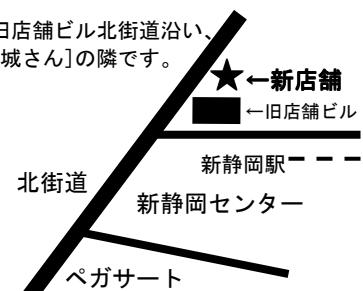 旧店舗ビル北街道沿い、
城さん]の隣です。
★←新店舗
←旧店舗ビル
新静岡駅
北街道
新静岡センター
ペガサート